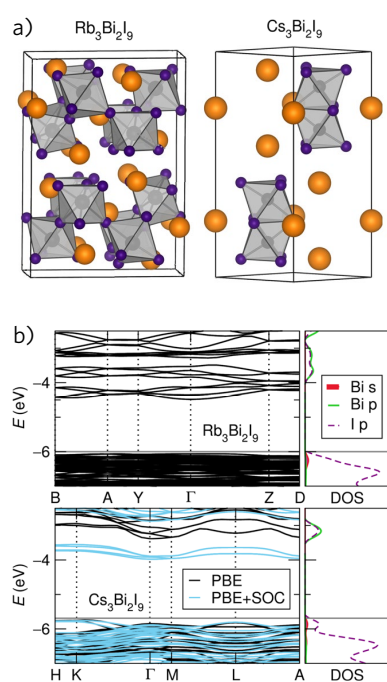 a)
Rb₃Bi₂I₉
Cs₃Bi₂I₉
b)
E (eV)
−4
−6
Rb₃Bi₂I₉
B A Y Γ Z D
Bi s
Bi p
I p
DOS
E (eV)
−4
−6
PBE
PBE+SOC
Cs₃Bi₂I₉
H K Γ M L A
DOS